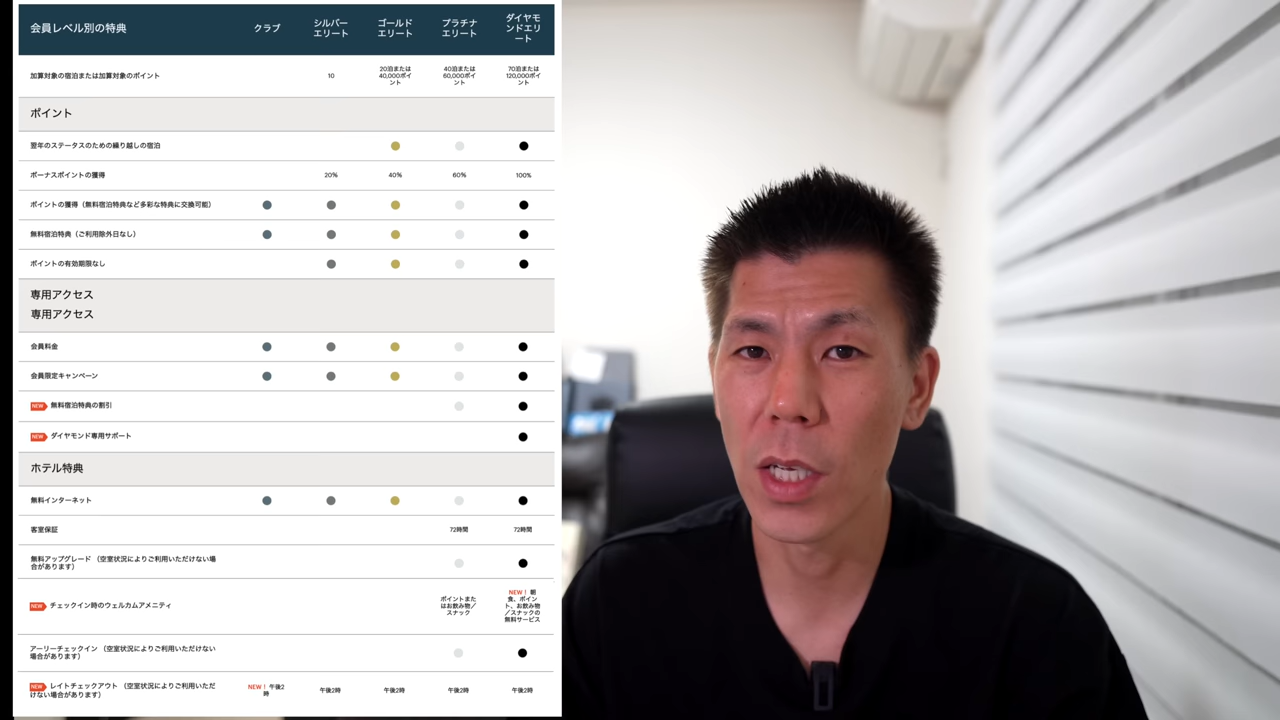 会員レベル別の特典 クラブ シルバーエリート ゴールドエリート プラチナエリート ダイヤモンドエリート
加算対象の宿泊または加算対象のポイント 10 20泊または40,000ポイント 40泊または60,000ポイント 70泊または120,000ポイント
ポイント
翌年のステータスのための繰り越しの宿泊
ボーナスポイントの獲得 20% 40% 60% 100%
ポイントの獲得（無料宿泊特典など多彩な特典に交換可能）
無料宿泊特典（ご利用除外日なし）
ポイントの有効期限なし
専用アクセス
専用アクセス
会員料金
会員限定キャンペーン
NEW 無料宿泊特典の割引
NEW ダイヤモンド専用サポート
ホテル特典
無料インターネット
客室保証 72時間 72時間
無料アップグレード （空室状況によりご利用いただけない場合があります）
NEW チェックイン時のウェルカムアメニティ ポイントまたはお飲み物／スナック NEW！ 朝食、ポイント、お飲み物／スナックの無料サービス
アーリーチェックイン （空室状況によりご利用いただけない場合があります）
NEW レイトチェックアウト （空室状況によりご利用いただけない場合があります） NEW！ 午後2時 午後2時 午後2時 午後2時 午後2時